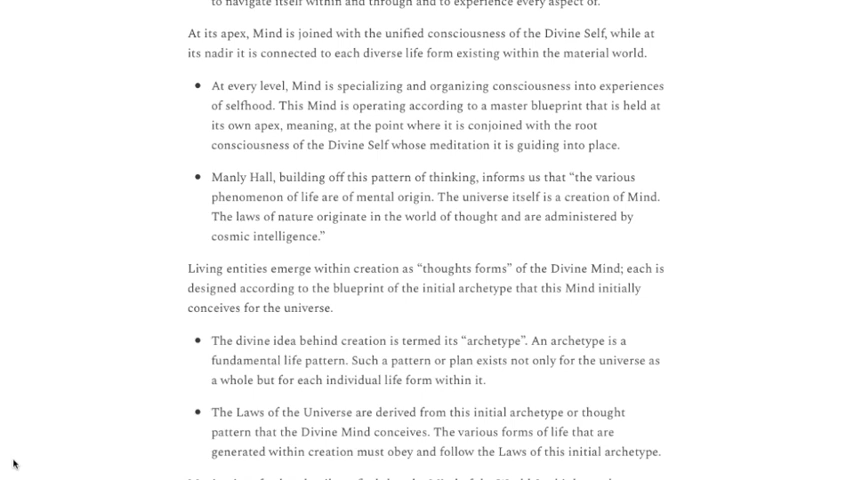 to navigate itself within and through and to experience every aspect of.
At its apex, Mind is joined with the unified consciousness of the Divine Self, while at
its nadir it is connected to each diverse life form existing within the material world.
At every level, Mind is specializing and organizing consciousness into experiences
of selfhood. This Mind is operating according to a master blueprint that is held at
its own apex, meaning, at the point where it is conjoined with the root
consciousness of the Divine Self whose meditation it is guiding into place.
Manly Hall, building off this pattern of thinking, informs us that “the various
phenomenon of life are of mental origin. The universe itself is a creation of Mind.
The laws of nature originate in the world of thought and are administered by
cosmic intelligence.”
Living entities emerge within creation as “thoughts forms” of the Divine Mind; each is
designed according to the blueprint of the initial archetype that this Mind initially
conceives for the universe.
The divine idea behind creation is termed its “archetype”. An archetype is a
fundamental life pattern. Such a pattern or plan exists not only for the universe as
a whole but for each individual life form within it.
The Laws of the Universe are derived from this initial archetype or thought
pattern that the Divine Mind conceives. The various forms of life that are
generated within creation must obey and follow the Laws of this initial archetype.